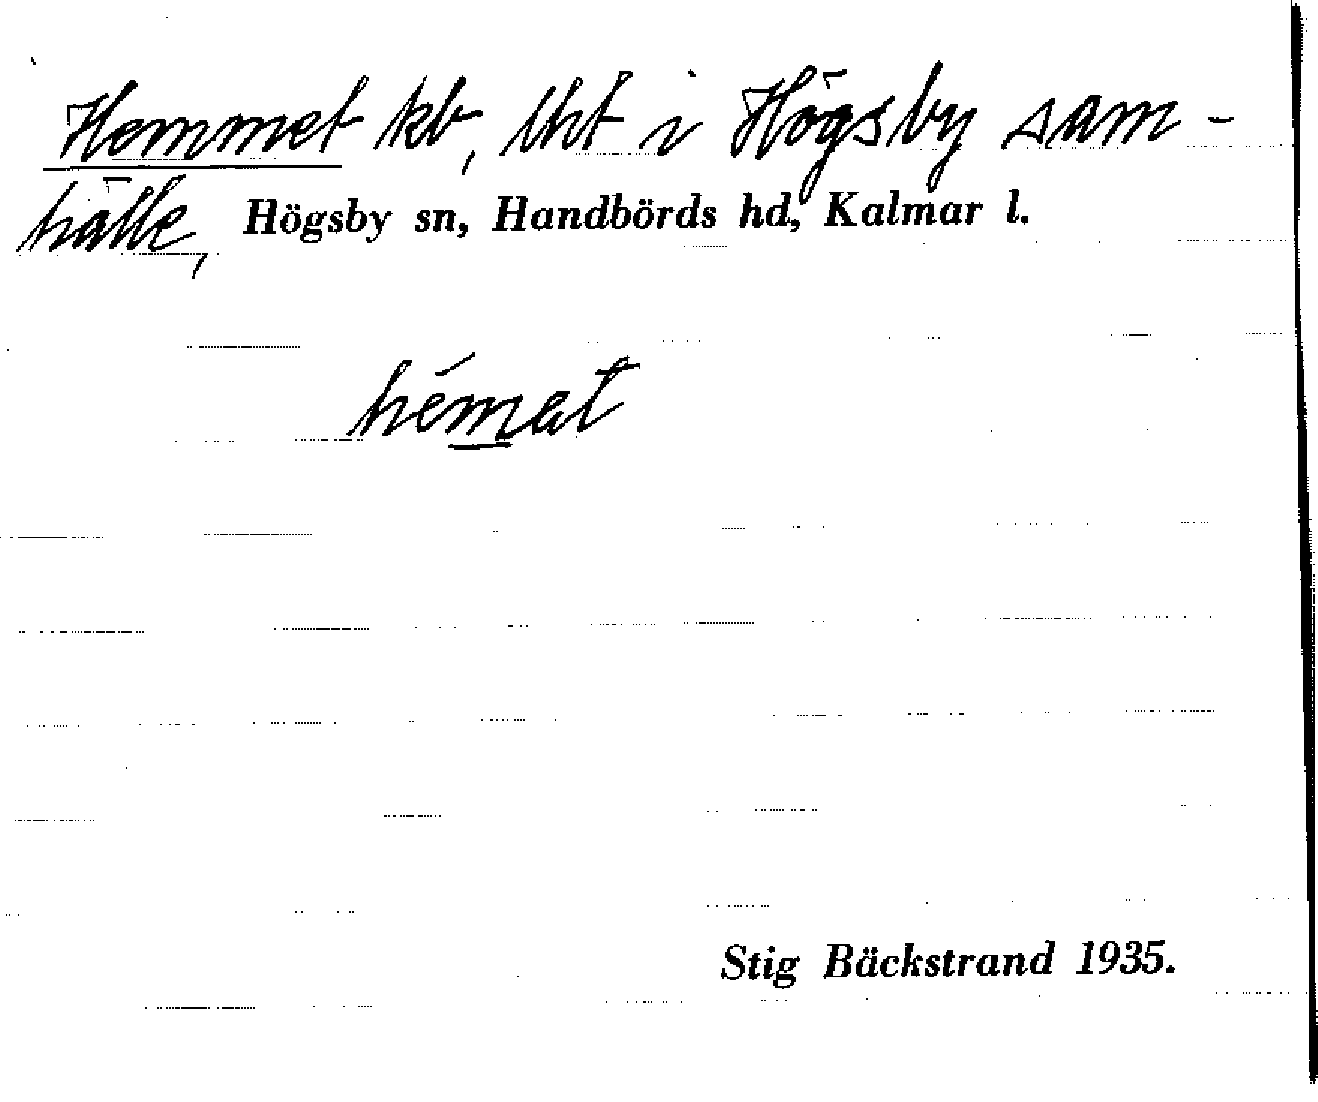 Hemmet kb, lht i Högsby sam-
hälle, Högsby sn, Handbörds hd, Kalmar l.
hémat
Stig Bäckstrand 1935.